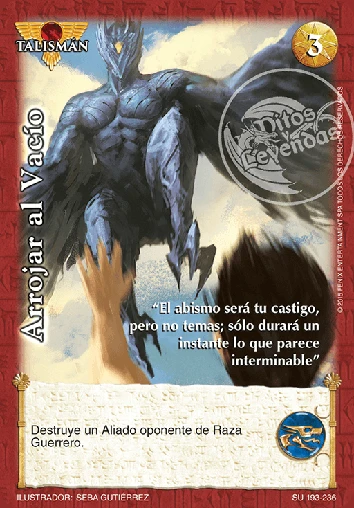 TALISMÁN
3
Mitos y
Leyendas
Arrojar al Vacío
"El abismo será tu castigo,
pero no temas; sólo durará un
instante lo que parece
interminable"
Destruye un Aliado oponente de Raza
Guerrero.
ILUSTRADOR: SEBA GUTIÉRREZ
SU 193-236